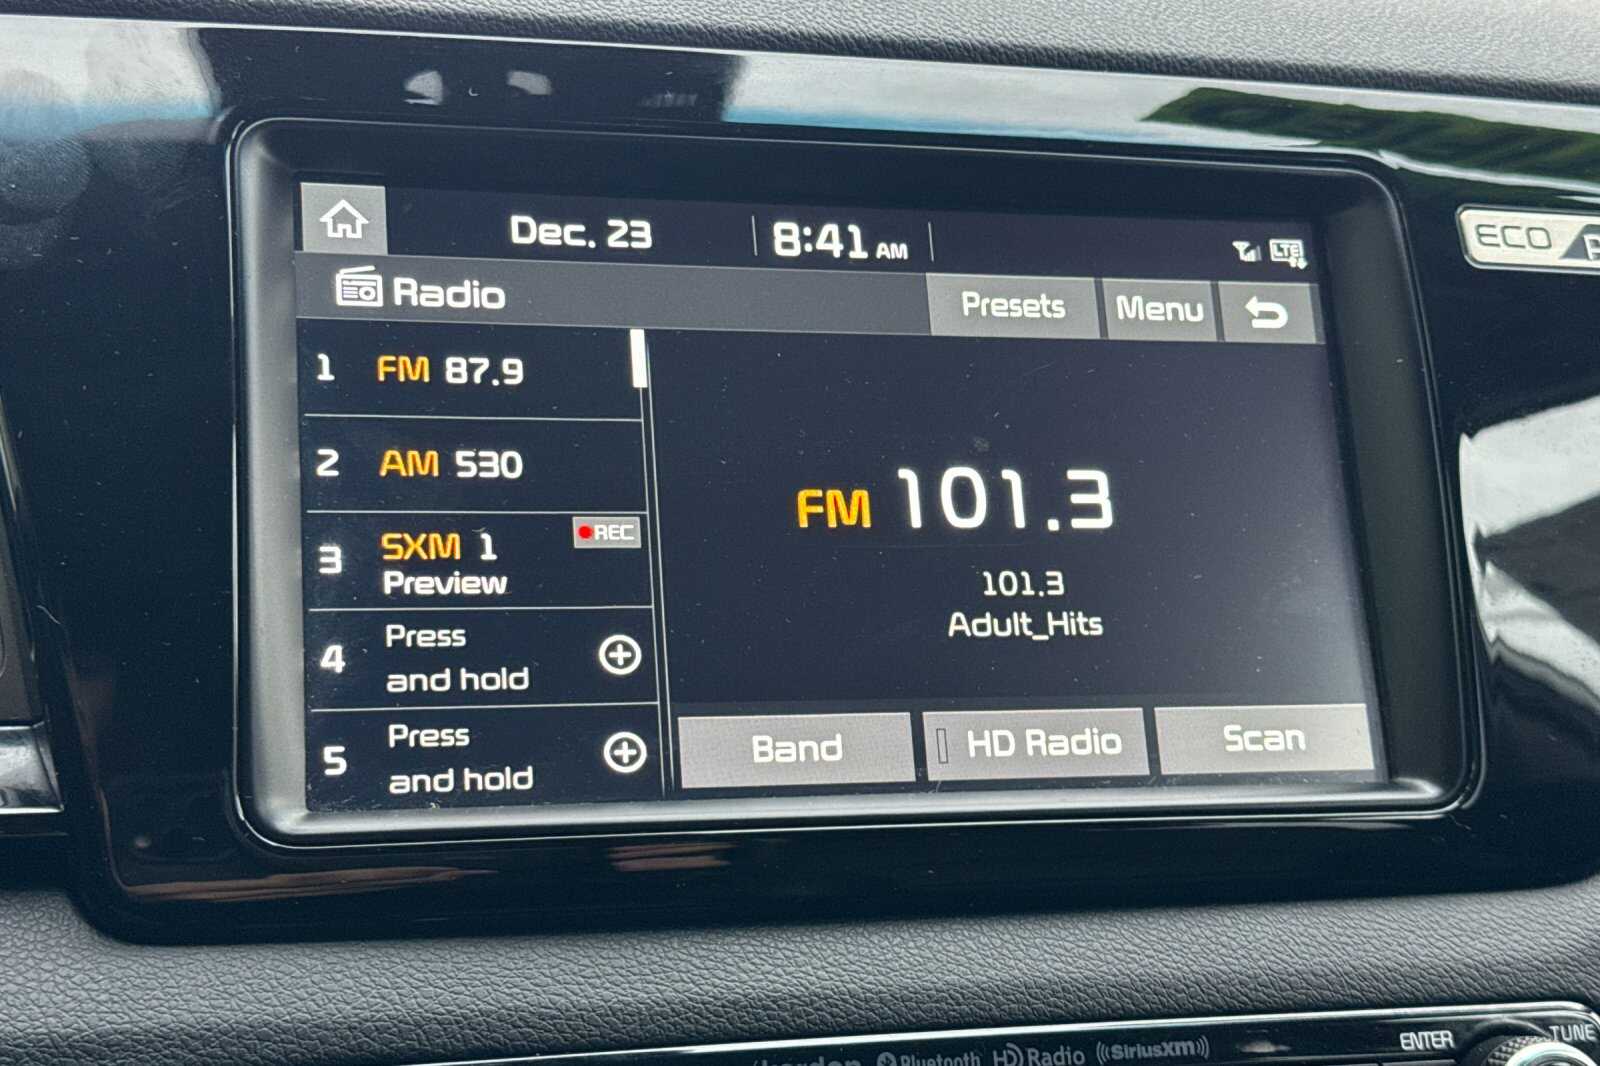 Dec. 23
8:41 AM
LTE
ECO
Radio
Presets
Menu
1 FM 87.9
2 AM 530
3 SXM 1
Preview
REC
4 Press
and hold
5 Press
and hold
FM 101.3
101.3
Adult_Hits
Band
HD Radio
Scan
Bluetooth HD Radio ((SiriusXM))
ENTER
TUNE